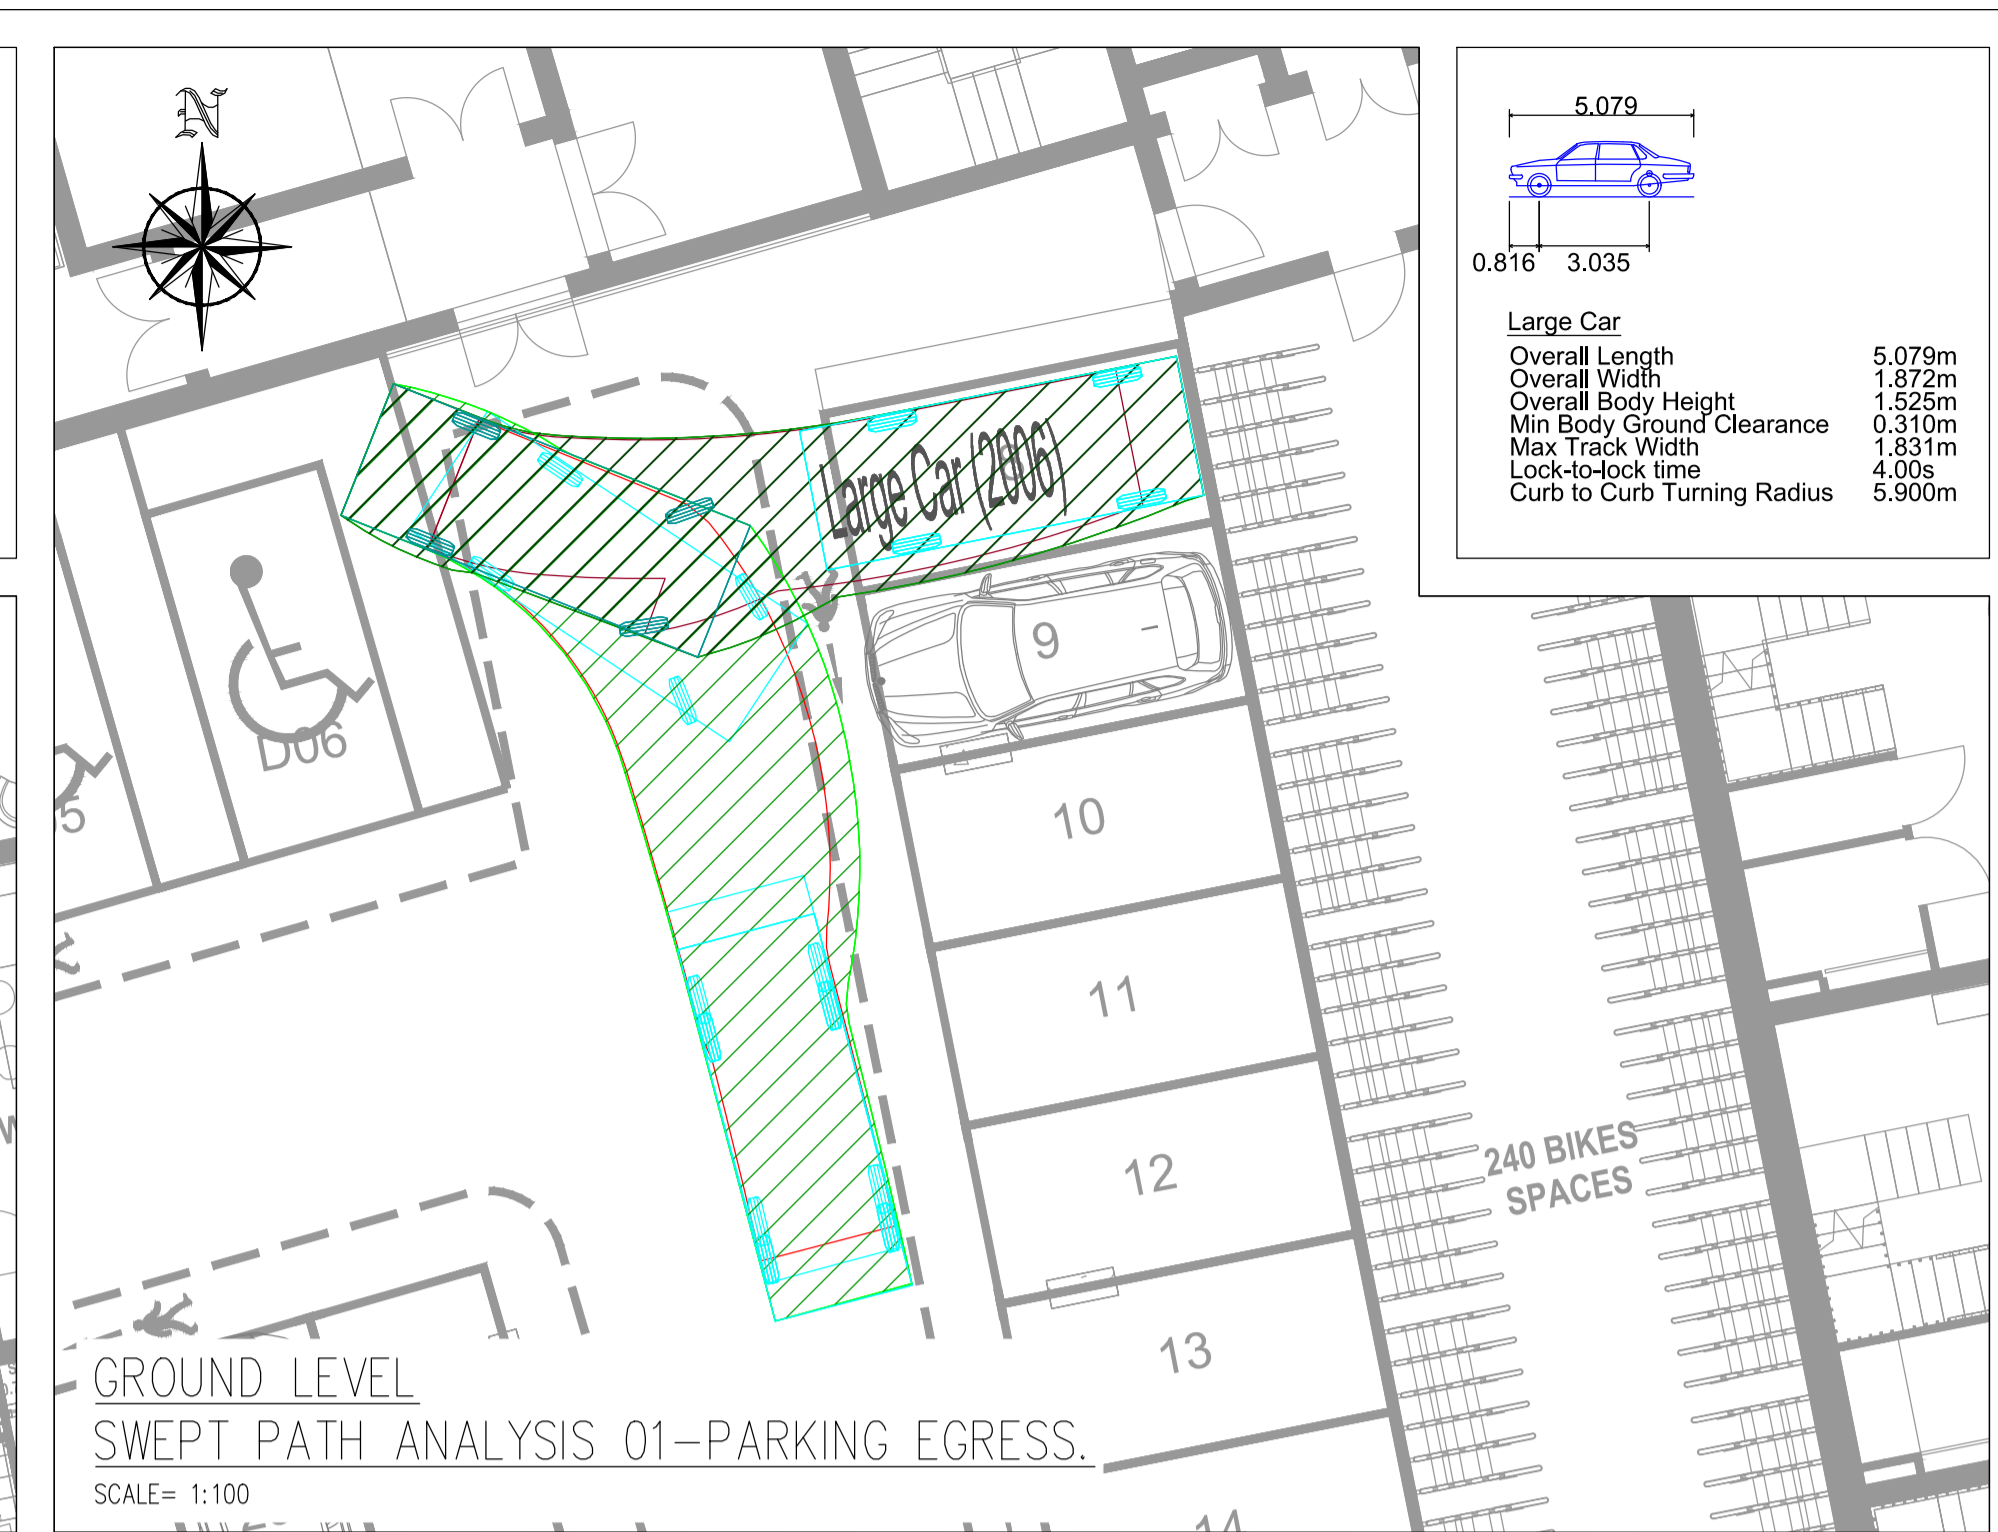 N
5.079
0.816 3.035
Large Car
Overall Length 5.079m
Overall Width 1.872m
Overall Body Height 1.525m
Min Body Ground Clearance 0.310m
Max Track Width 1.831m
Lock-to-lock time 4.00s
Curb to Curb Turning Radius 5.900m
Large Car (2006)
9
D06
10
11
12
240 BIKES
SPACES
13
14
GROUND LEVEL
SWEPT PATH ANALYSIS 01-PARKING EGRESS.
SCALE= 1:100